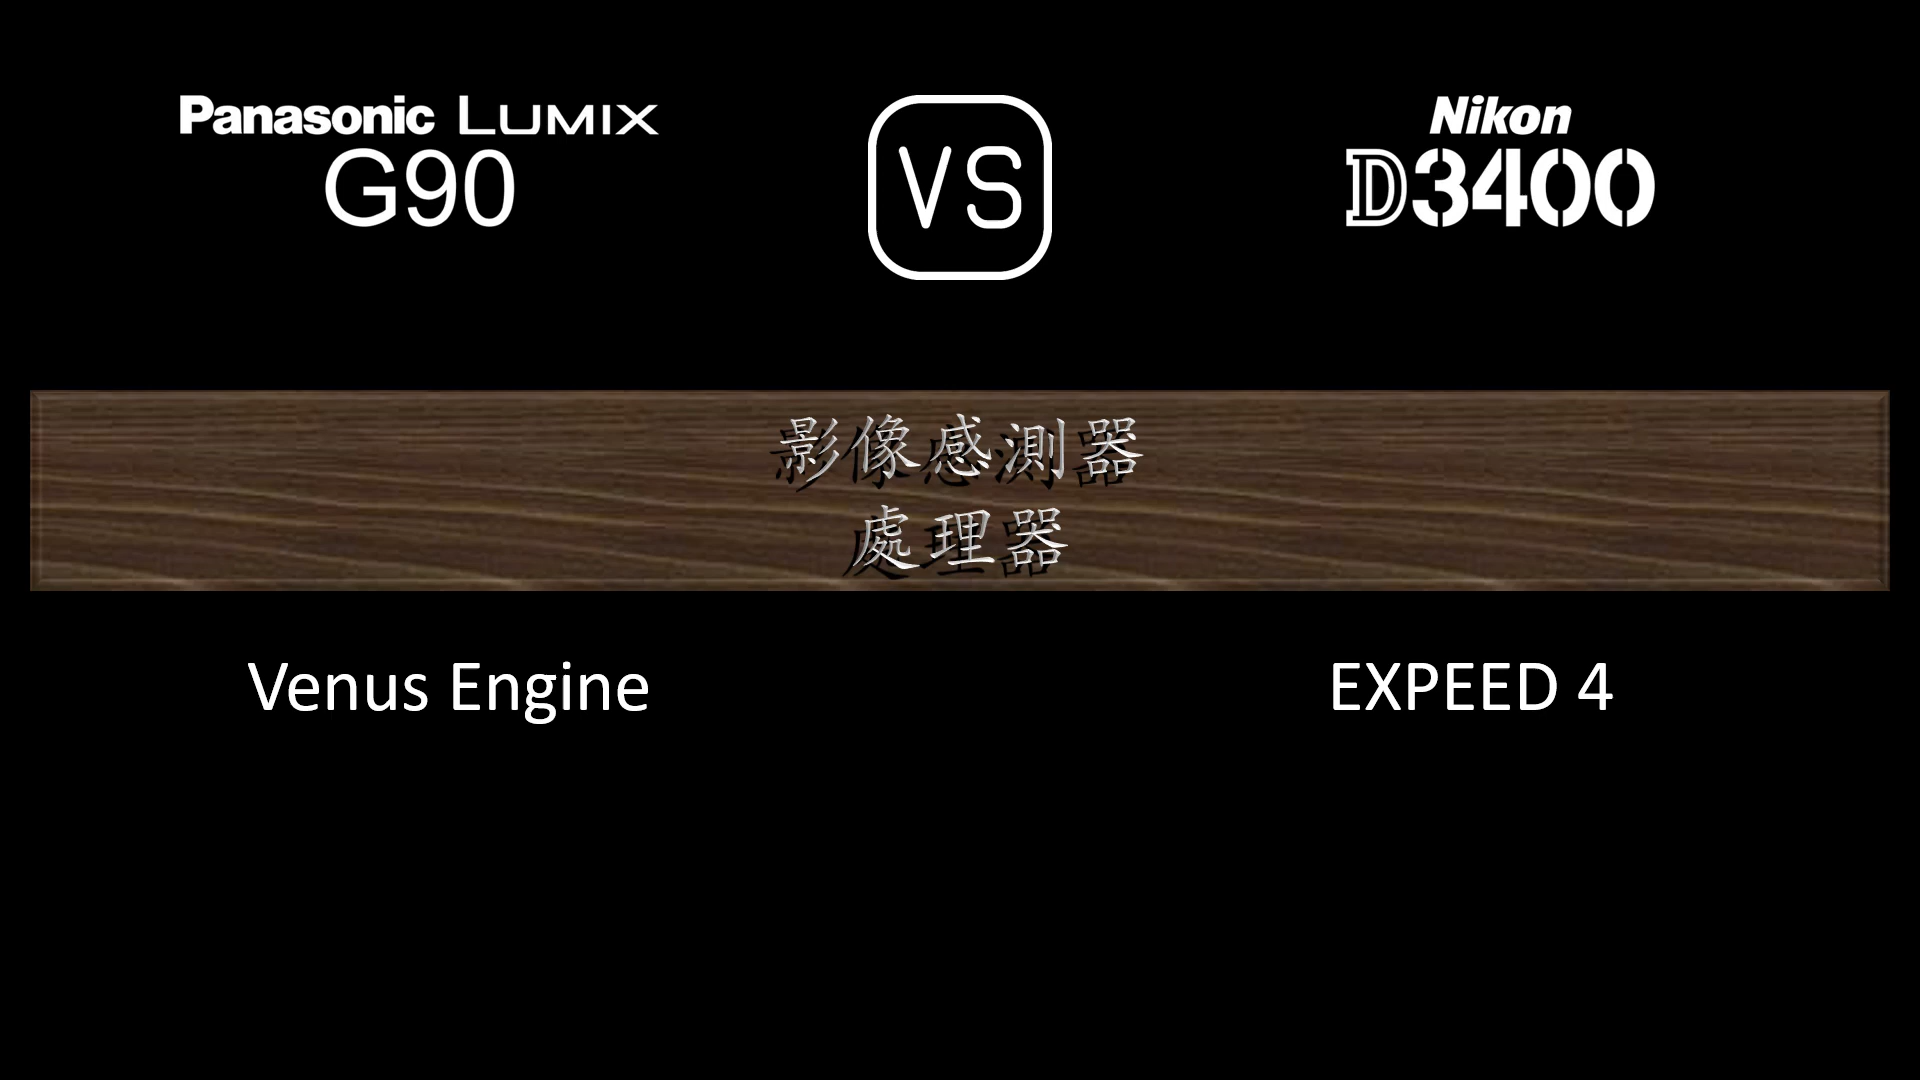 Panasonic LUMIX
G90
VS
Nikon
D3400
影像感測器
處理器
Venus Engine
EXPEED 4